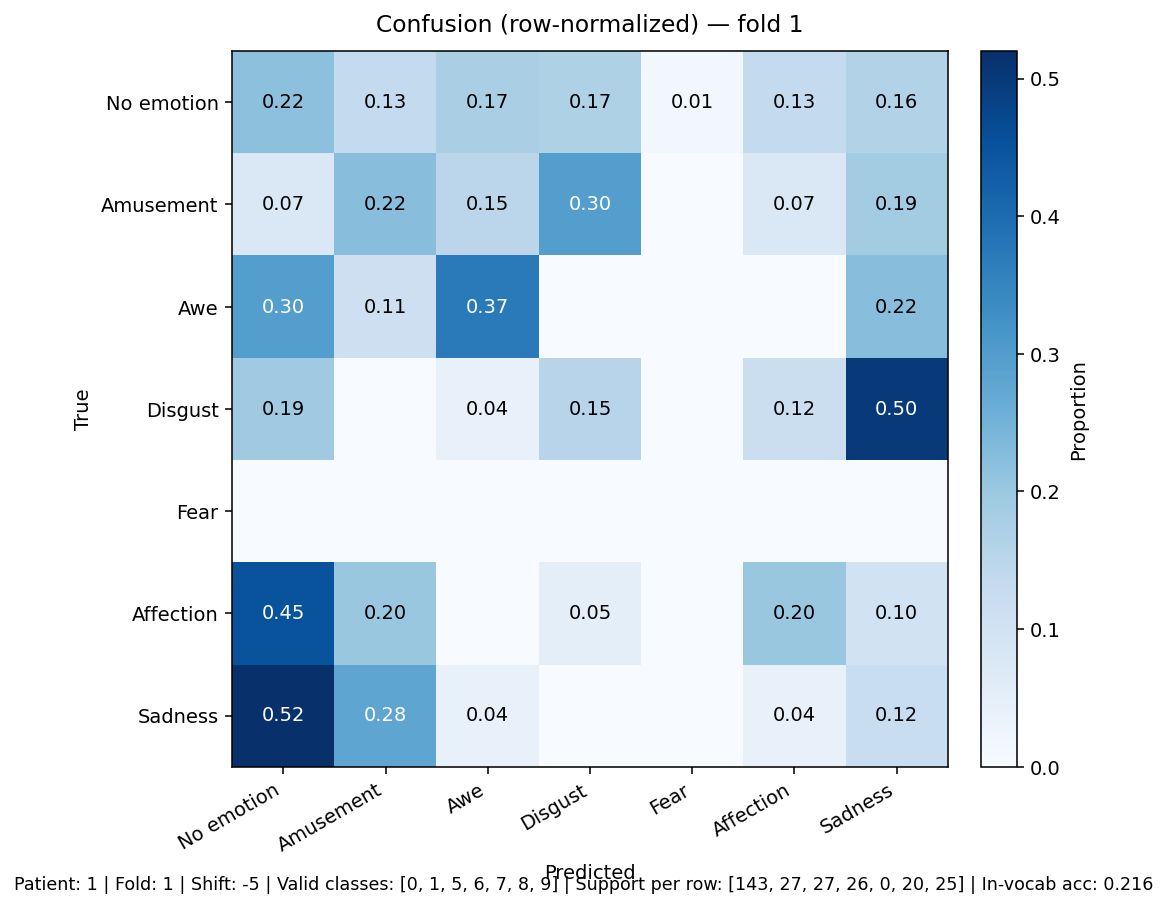 Confusion (row-normalized) — fold 1
No emotion 0.22 0.13 0.17 0.17 0.01 0.13 0.16
Amusement 0.07 0.22 0.15 0.30 0.07 0.19
Awe 0.30 0.11 0.37 0.22
Disgust 0.19 0.04 0.15 0.12 0.50
Fear
Affection 0.45 0.20 0.05 0.20 0.10
Sadness 0.52 0.28 0.04 0.04 0.12
True
No emotion Amusement Awe Disgust Fear Affection Sadness
Predicted
0.5
0.4
0.3
0.2
0.1
0.0
Proportion
Patient: 1 | Fold: 1 | Shift: -5 | Valid classes: [0, 1, 5, 6, 7, 8, 9] | Support per row: [143, 27, 27, 26, 0, 20, 25] | In-vocab acc: 0.216